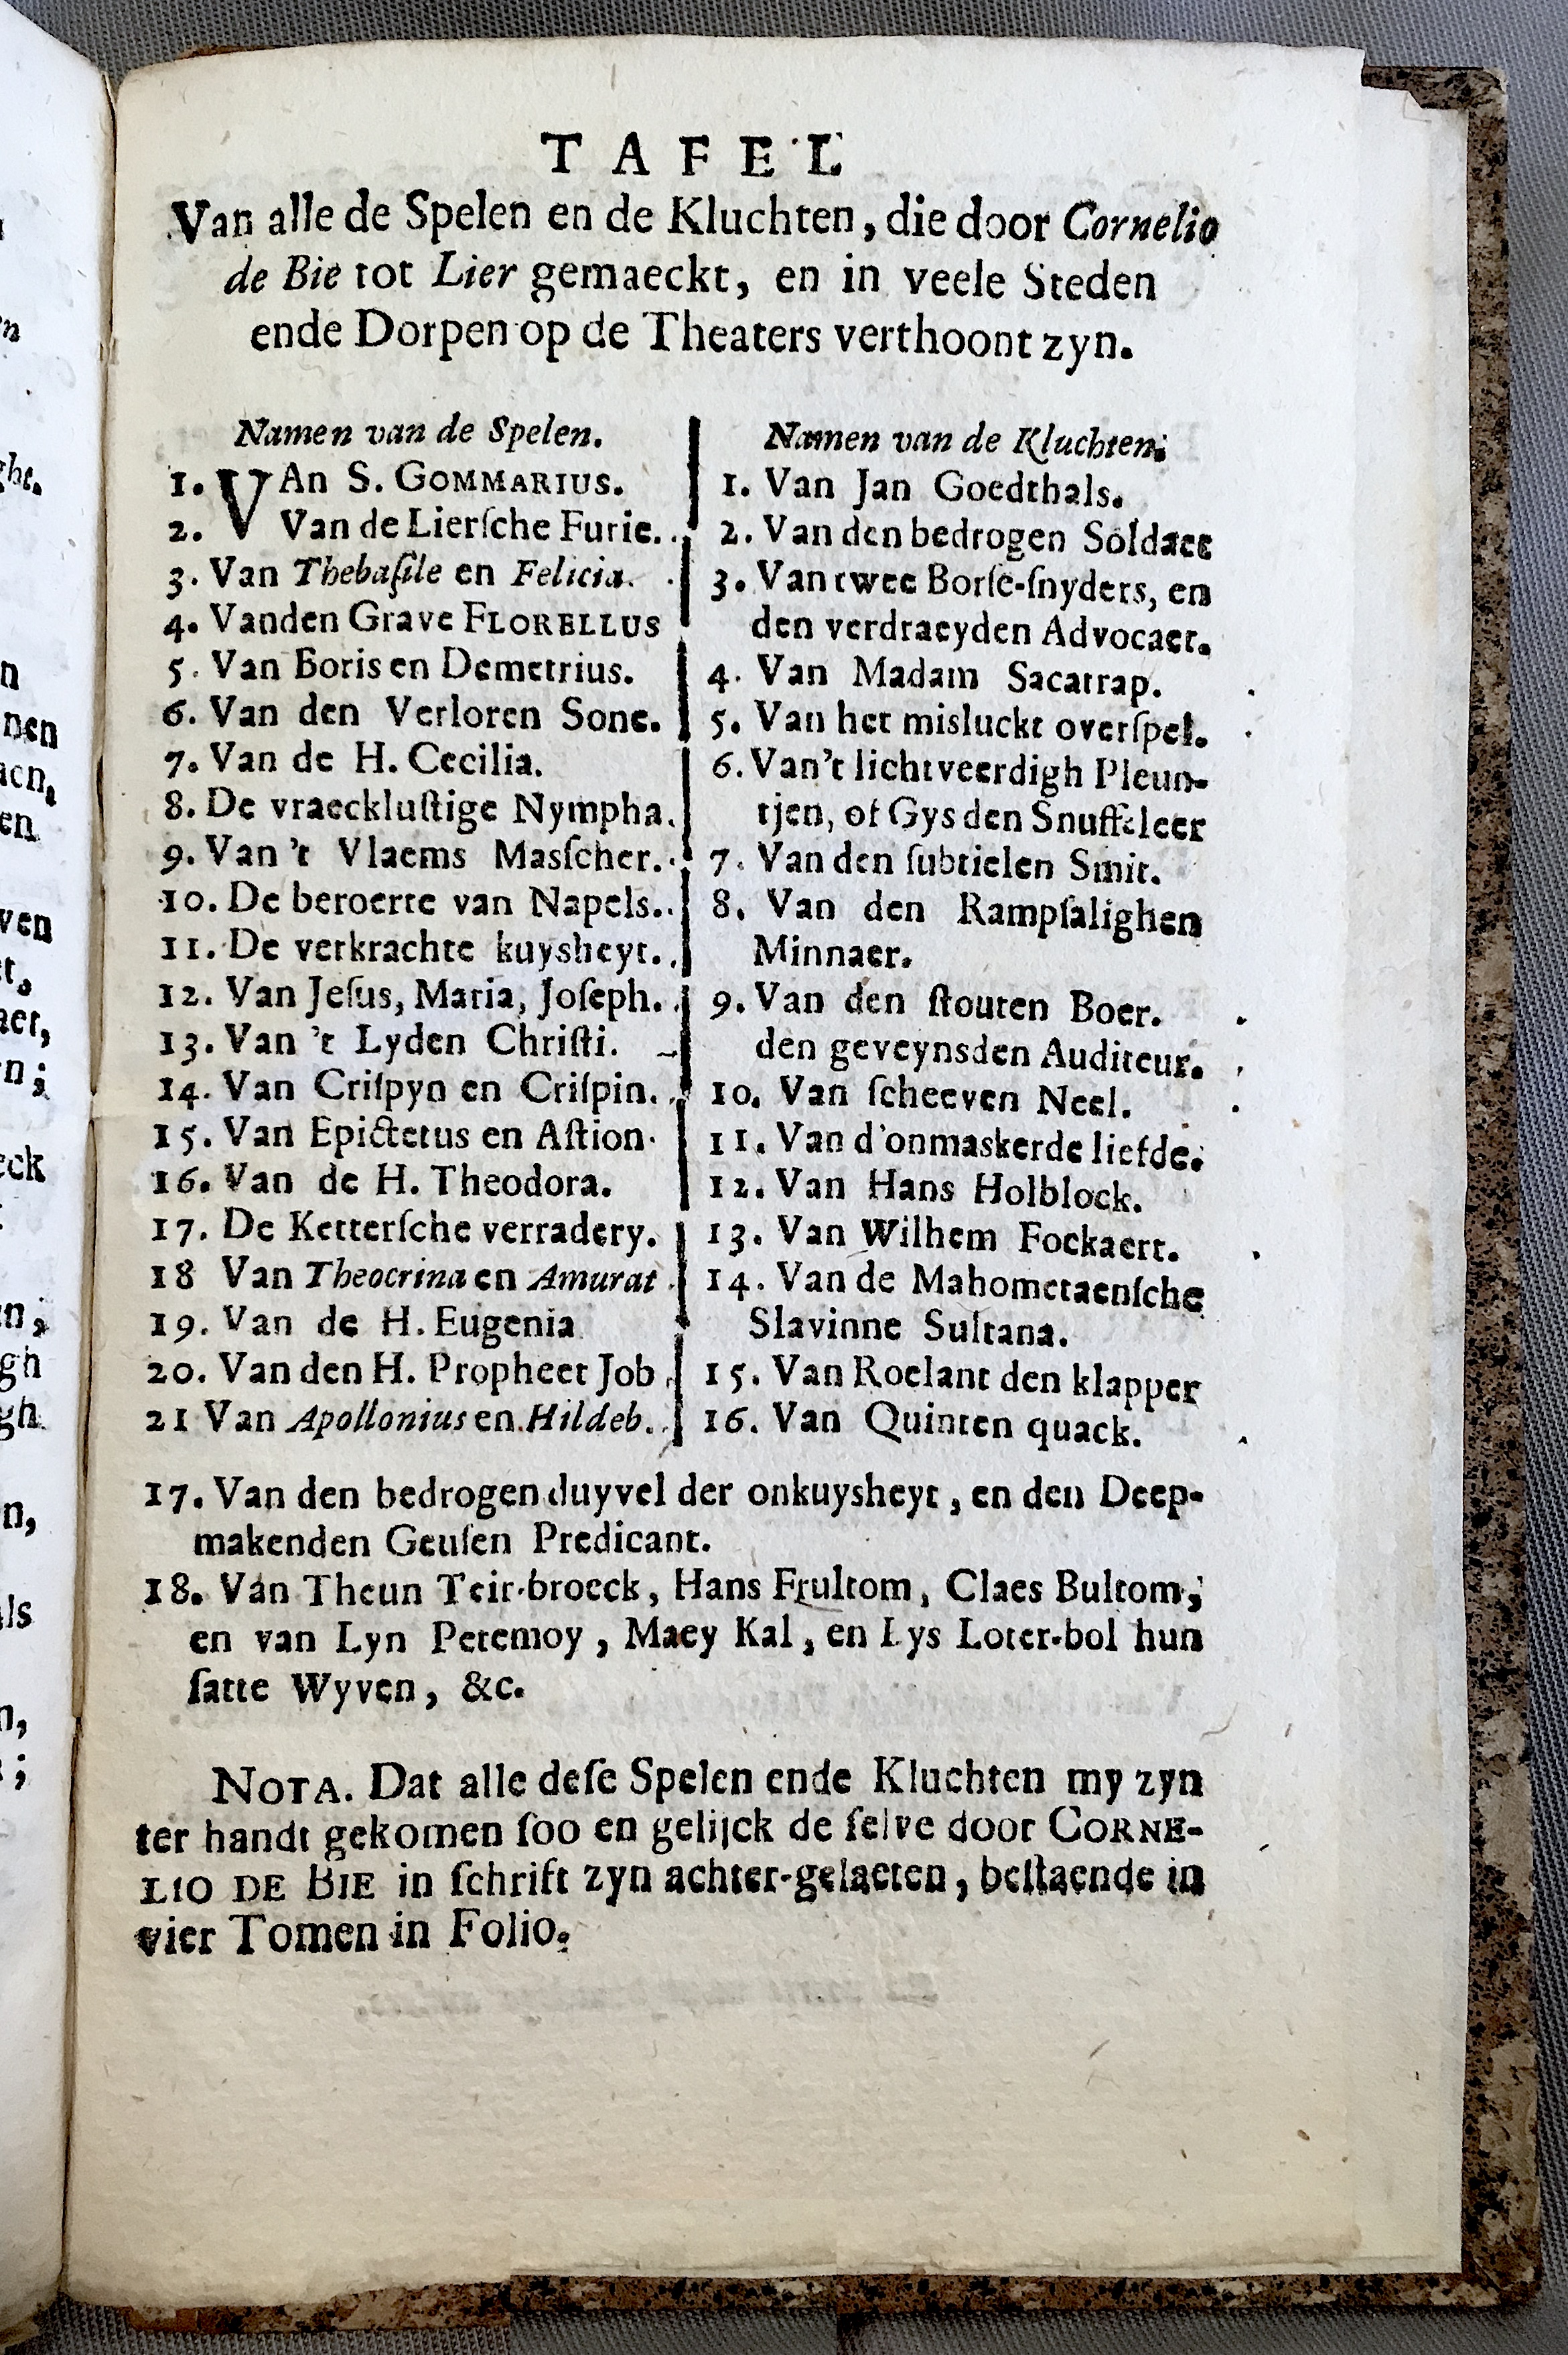 TAFEL
Van alle de Spelen en de Kluchten, die door Cornelio
de Bie tot Lier gemaeckt, en in veele Steden
ende Dorpen op de Theaters verthoont zyn.
Namen van de Spelen.
1. VAn S. GOMMARIUS.
2. Van de Lierſche Furie.
3. Van Thebaſile en Felicia.
4. Vanden Grave FLORELLUS
5. Van Boris en Demetrius.
6. Van den Verloren Sone.
7. Van de H. Cecilia.
8. De vraeckluſtige Nympha.
9. Van 't Vlaems Masſcher.
10. De beroerte van Napels.
11. De verkrachte kuysheyt.
12. Van Jeſus, Maria, Joſeph.
13. Van 't Lyden Chriſti.
14. Van Criſpyn en Criſpin.
15. Van Epictetus en Aſtion.
16. Van de H. Theodora.
17. De Ketterſche verradery.
18 Van Theocrina en Amurat
19. Van de H. Eugenia
20. Van den H. Propheet Job
21 Van Apollonius en Hildeb.
Namen van de Kluchten.
1. Van Jan Goedthals.
2. Van den bedrogen Soldaet
3. Van twee Borſe-ſnyders, en
den verdraeyden Advocaet.
4. Van Madam Sacatrap.
5. Van het misluckt overſpel.
6. Van't lichtveerdigh Pleun-
tjen, of Gys den Snuffeleer
7. Van den ſubtielen Smit.
8. Van den Rampſalighen
Minnaer.
9. Van den ſtouten Boer.
den geveynsden Auditeur.
10. Van ſcheeven Neel.
11. Van d'onmaskerde liefde.
12. Van Hans Holblock.
13. Van Wilhem Fockaert.
14. Van de Mahometaenſche
Slavinne Sultana.
15. Van Roelant den klapper
16. Van Quinten quack.
17. Van den bedrogen duyvel der onkuysheyt, en den Deep-
makenden Geuſen Predicant.
18. Van Theun Teir-broeck, Hans Frultom, Claes Bultom,
en van Lyn Petemoy, Maey Kal, en Lys Loter-bol hun
ſatte Wyven, &c.
NOTA. Dat alle deſe Spelen ende Kluchten my zyn
ter handt gekomen ſoo en gelijck de ſelve door CORNE-
LIO DE BIE in ſchrift zyn achter-gelaeten, beſtaende in
vier Tomen in Folio.